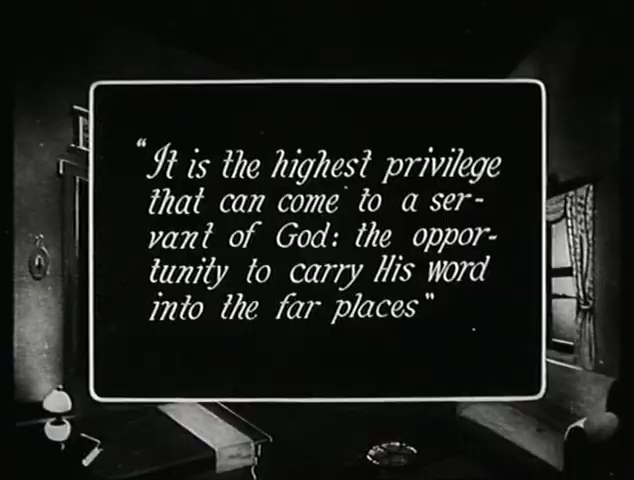 "It is the highest privilege
that can come to a ser-
vant of God: the oppor-
tunity to carry His word
into the far places"